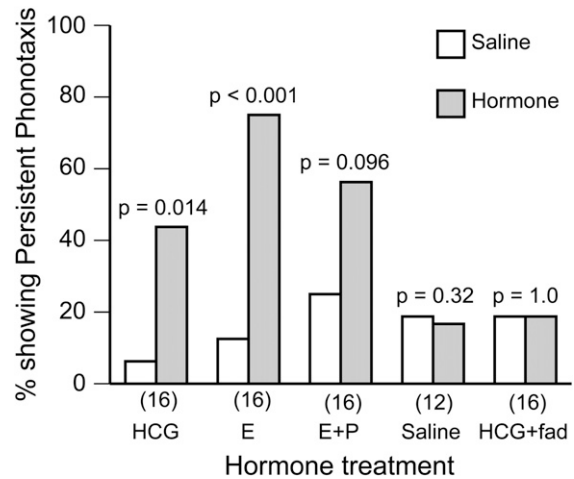 % showing Persistent Phonotaxis
100
80
60
40
20
0
Saline
Hormone
p = 0.014
p < 0.001
p = 0.096
p = 0.32
p = 1.0
(16)
(16)
(16)
(12)
(16)
HCG
E
E+P
Saline
HCG+fad
Hormone treatment